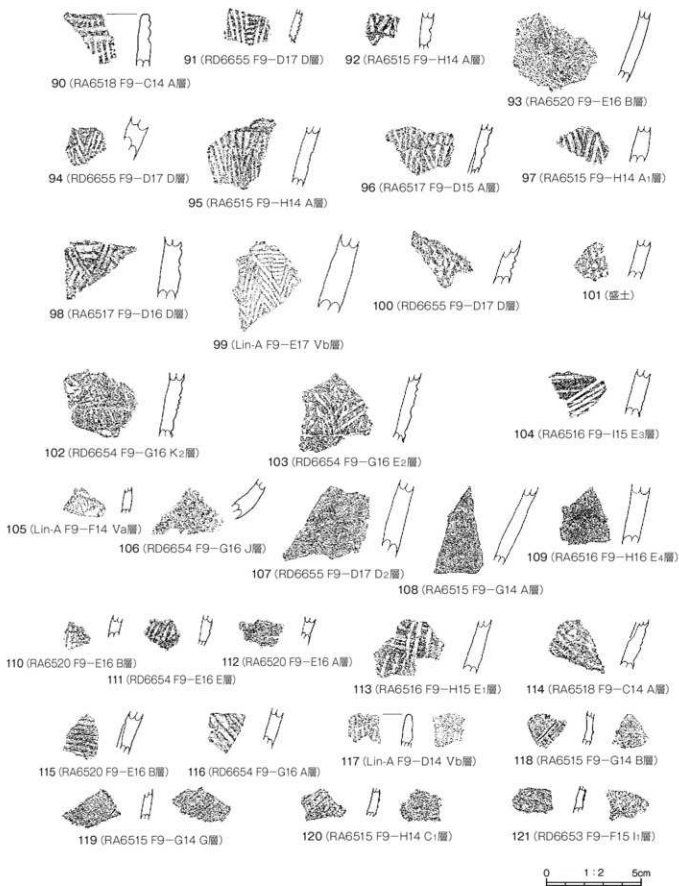 90 (RA6518 F9-C14 A層)
91 (RD6655 F9-D17 D層)
92 (RA6515 F9-H14 A層)
93 (RA6520 F9-E16 B層)
94 (RD6655 F9-D17 D層)
95 (RA6515 F9-H14 A層)
96 (RA6517 F9-D15 A層)
97 (RA6515 F9-H14 A1層)
98 (RA6517 F9-D16 D層)
99 (Lin-A F9-E17 Vb層)
100 (RD6655 F9-D17 D層)
101 (盛土)
102 (RD6654 F9-G16 K2層)
103 (RD6654 F9-G16 E2層)
104 (RA6516 F9-I15 E3層)
105 (Lin-A F9-F14 Va層)
106 (RD6654 F9-G16 J層)
107 (RD6655 F9-D17 D2層)
108 (RA6515 F9-G14 A層)
109 (RA6516 F9-H16 E4層)
110 (RA6520 F9-E16 B層)
111 (RD6654 F9-E16 E層)
112 (RA6520 F9-E16 A層)
113 (RA6516 F9-H15 E1層)
114 (RA6518 F9-C14 A層)
115 (RA6520 F9-E16 B層)
116 (RD6654 F9-G16 A層)
117 (Lin-A F9-D14 Vb層)
118 (RA6515 F9-G14 B層)
119 (RA6515 F9-G14 G層)
120 (RA6515 F9-H14 C1層)
121 (RD6653 F9-F15 I1層)
0 1:2 5cm